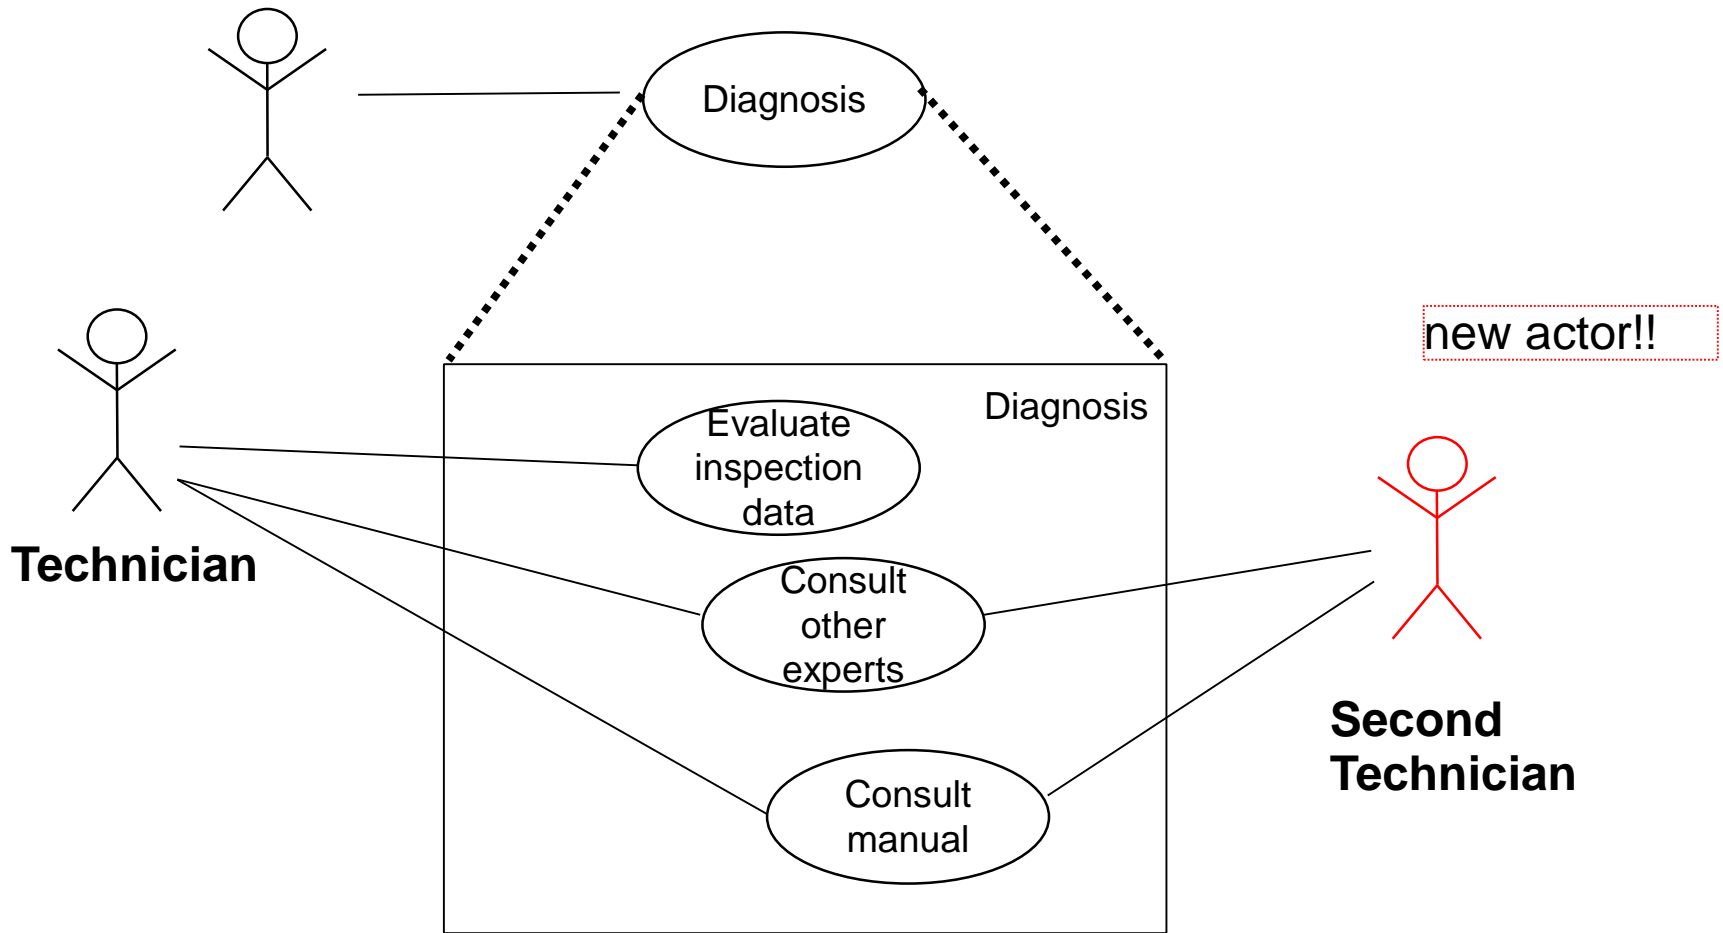 Diagnosis
new actor!!
Diagnosis
Evaluate
inspection
data
Technician
Consult
other
experts
Second
Technician
Consult
manual